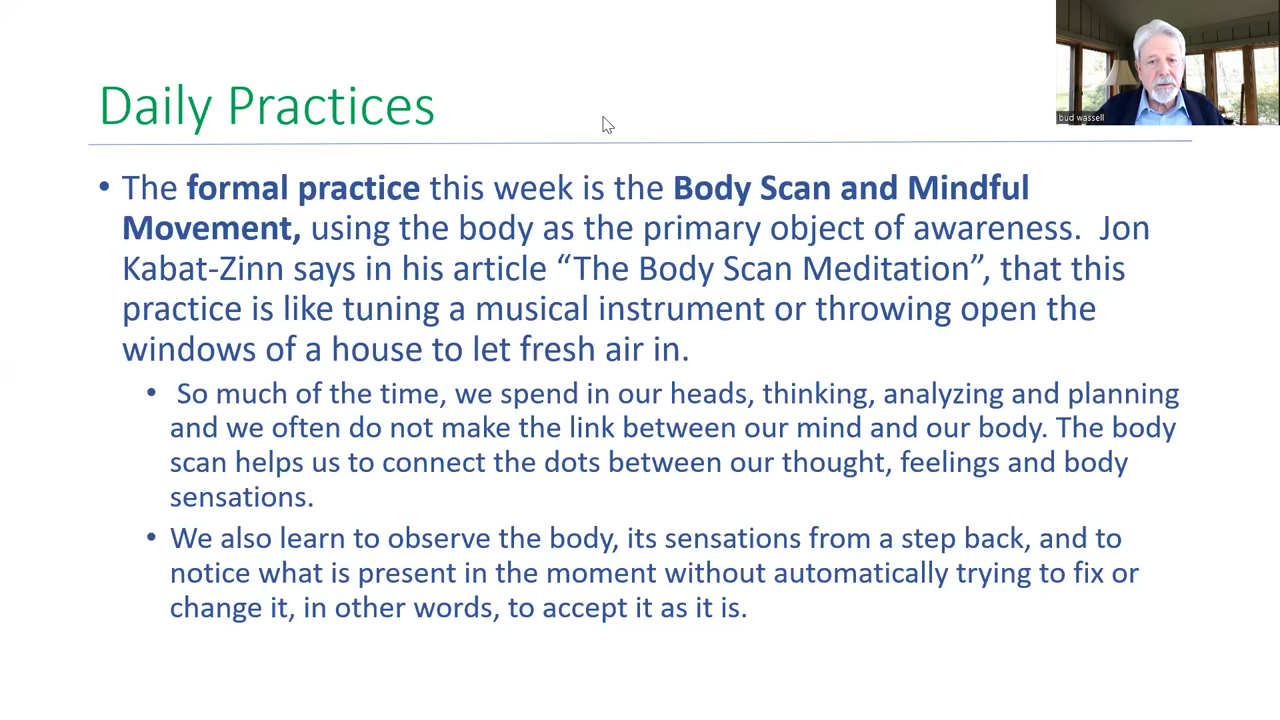 bud wassell
Daily Practices
• The formal practice this week is the Body Scan and Mindful
Movement, using the body as the primary object of awareness.  Jon
Kabat-Zinn says in his article “The Body Scan Meditation”, that this
practice is like tuning a musical instrument or throwing open the
windows of a house to let fresh air in.
• So much of the time, we spend in our heads, thinking, analyzing and planning
and we often do not make the link between our mind and our body. The body
scan helps us to connect the dots between our thought, feelings and body
sensations.
• We also learn to observe the body, its sensations from a step back, and to
notice what is present in the moment without automatically trying to fix or
change it, in other words, to accept it as it is.